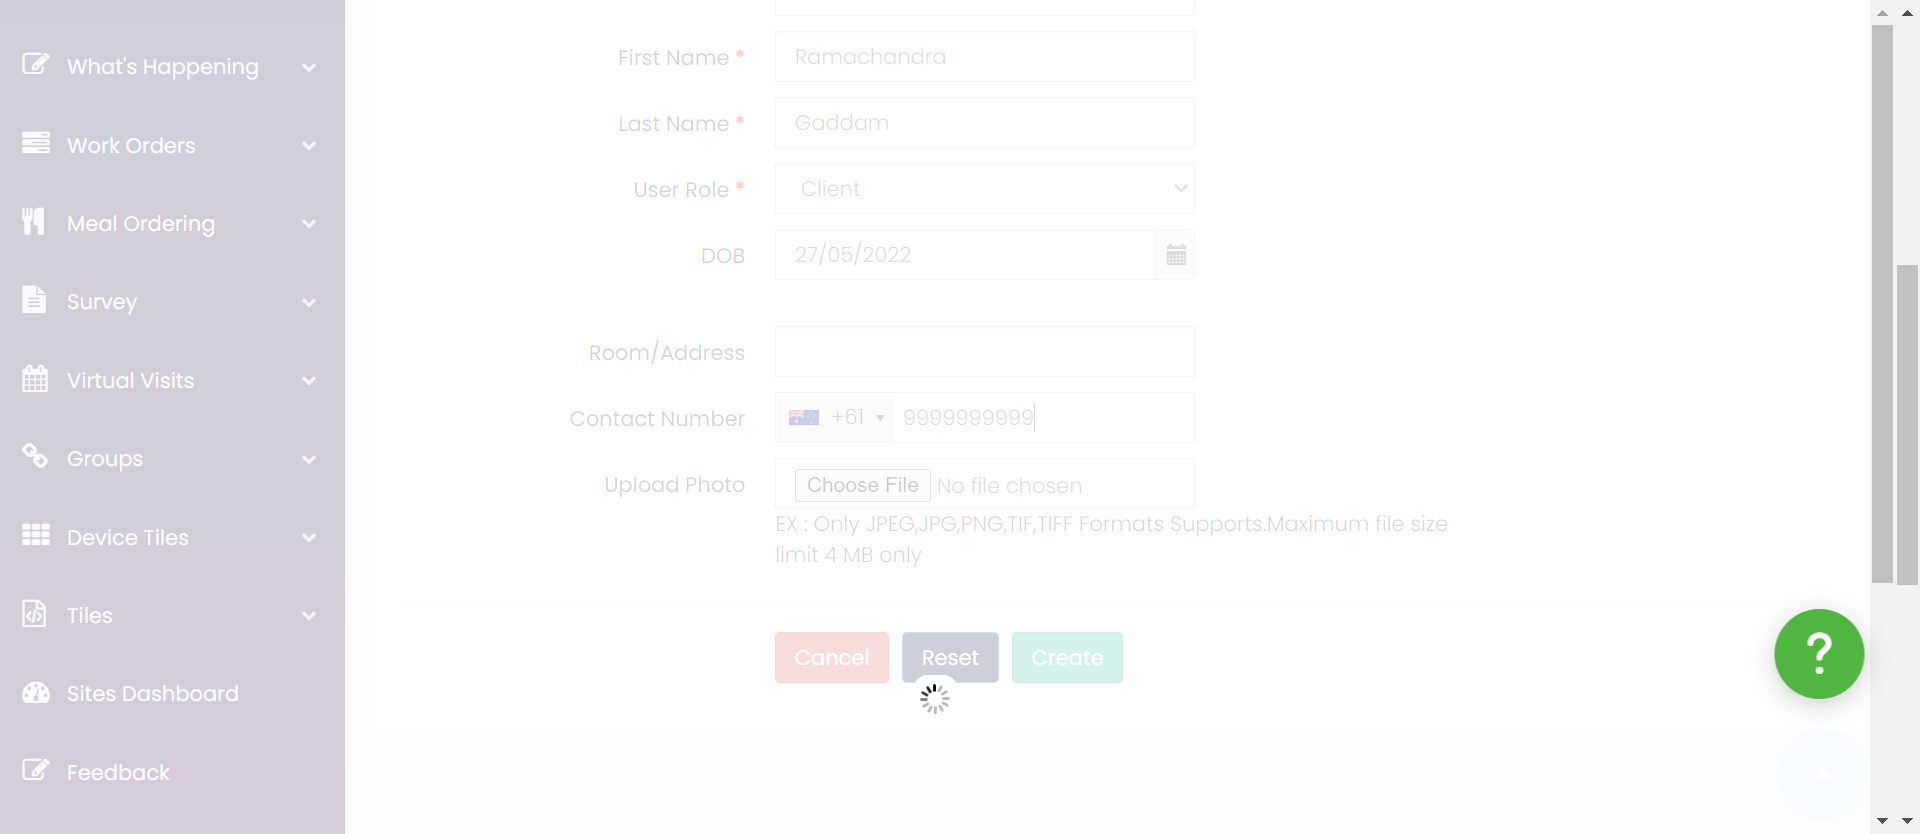 What's Happening
Work Orders
Meal Ordering
Survey
Virtual Visits
Groups
Device Tiles
Tiles
Sites Dashboard
Feedback
First Name * Ramachandra
Last Name * Gaddam
User Role * Client
DOB 27/05/2022
Room/Address
Contact Number +61 9999999999
Upload Photo Choose File No file chosen
EX : Only JPEG,JPG,PNG,TIF,TIFF Formats Supports.Maximum file size
limit 4 MB only
Cancel Reset Create
?